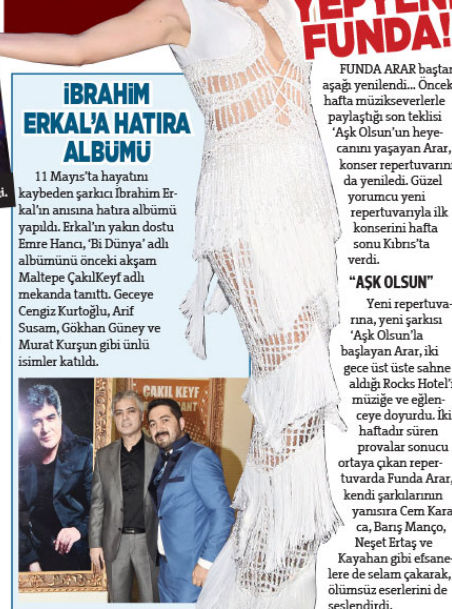 YEPYENİ
FUNDA!
İBRAHİM
ERKAL'A HATIRA
ALBÜMÜ
11 Mayıs'ta hayatını
kaybeden şarkıcı İbrahim Er-
kal'ın anısına hatıra albümü
yapıldı. Erkal'ın yakın dostu
Emre Hancı, 'Bi Dünya' adlı
albümünü önceki akşam
Maltepe ÇakılKeyf adlı
mekanda tanıttı. Geceye
Cengiz Kurtoğlu, Arif
Susam, Gökhan Güney ve
Murat Kurşun gibi ünlü
isimler katıldı.
ÇAKIL KEYF
FUNDA ARAR baştan
aşağı yenilendi... Önceki
hafta müzikseverlerle
paylaştığı son teklisi
'Aşk Olsun'un heye-
canını yaşayan Arar,
konser repertuvarını
da yeniledi. Güzel
yorumcu yeni
repertuvarıyla ilk
konserini hafta
sonu Kıbrıs'ta
verdi.
"AŞK OLSUN"
Yeni repertuva-
rına, yeni şarkısı
'Aşk Olsun'la
başlayan Arar, iki
gece üst üste sahne
aldığı Rocks Hotel'i
müziğe ve eğlen-
ceye doyurdu. İki
haftadır süren
provalar sonucu
ortaya çıkan reper-
tuvarda Funda Arar,
kendi şarkılarının
yanısıra Cem Kara-
ca, Barış Manço,
Neşet Ertaş ve
Kayahan gibi efsane-
lere de selam çakarak,
ölümsüz eserlerini de
seslendirdi.